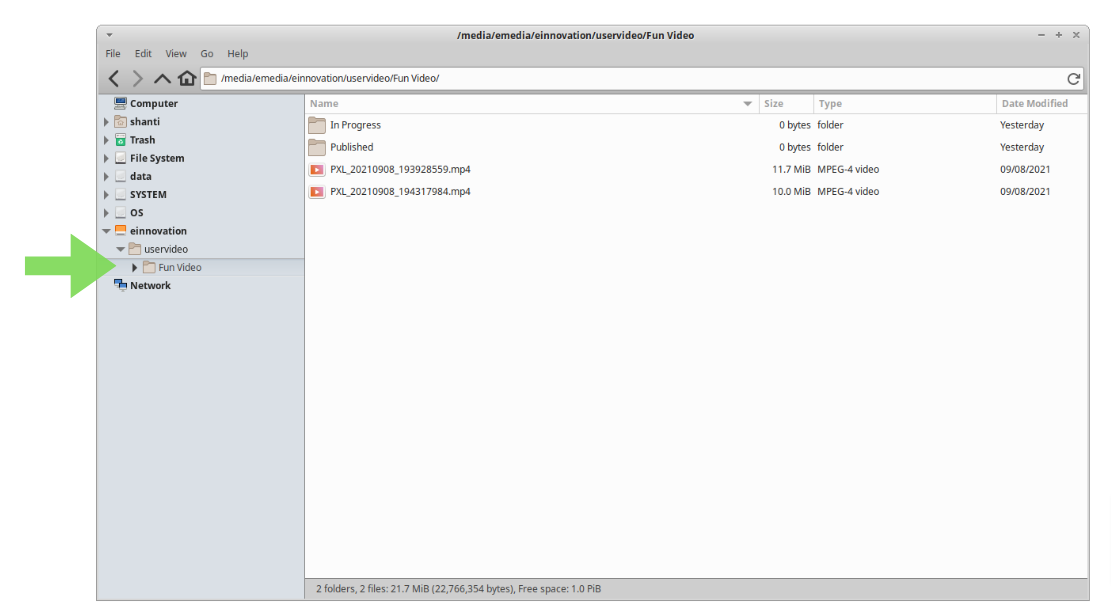 /media/emedia/einnovation/uservideo/Fun Video
File Edit View Go Help
/media/emedia/einnovation/uservideo/Fun Video/
Computer
shanti
Trash
File System
data
SYSTEM
OS
einnovation
uservideo
Fun Video
Network
Name Size Type Date Modified
In Progress 0 bytes folder Yesterday
Published 0 bytes folder Yesterday
PXL_20210908_193928559.mp4 11.7 MiB MPEG-4 video 09/08/2021
PXL_20210908_194317984.mp4 10.0 MiB MPEG-4 video 09/08/2021
2 folders, 2 files: 21.7 MiB (22,766,354 bytes), Free space: 1.0 PiB